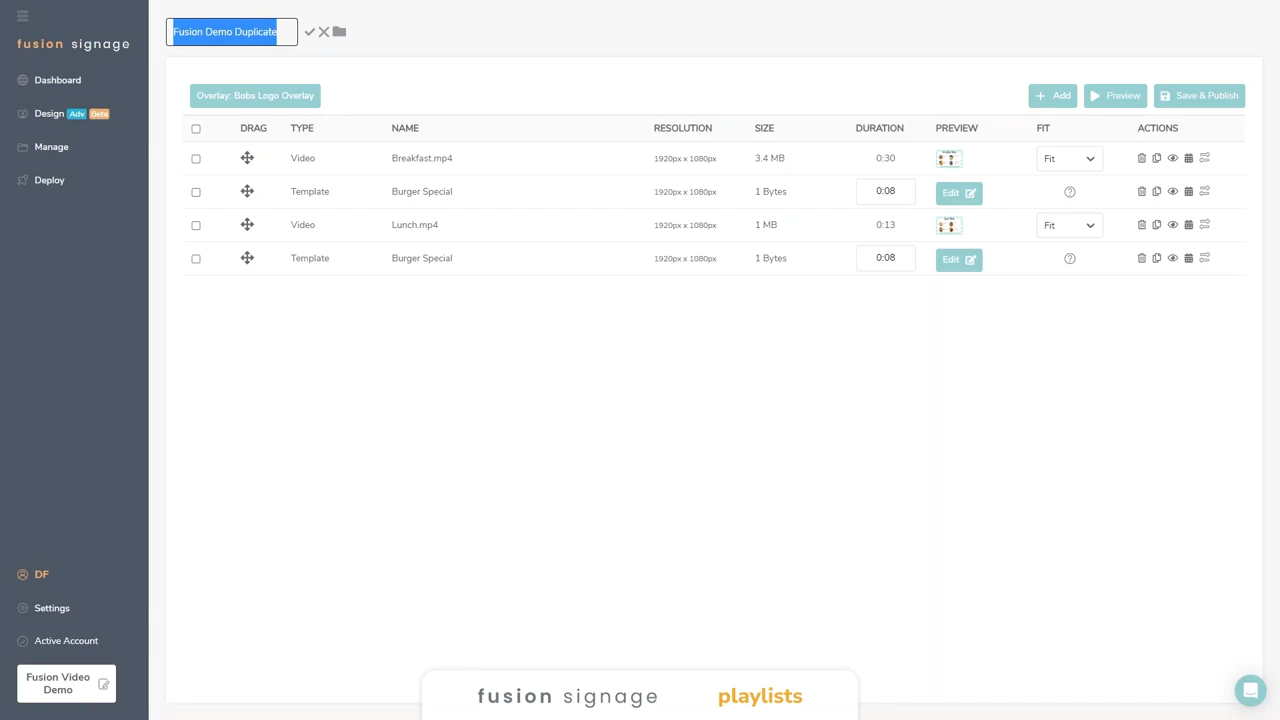 fusion signage
Dashboard
Design Adv Beta
Manage
Deploy
DF
Settings
Active Account
Fusion Video
Demo
Fusion Demo Duplicate
Overlay: Bobs Logo Overlay
Add
Preview
Save & Publish
DRAG TYPE NAME RESOLUTION SIZE DURATION PREVIEW FIT ACTIONS
Video Breakfast.mp4 1920px x 1080px 3.4 MB 0:30 Fit
Template Burger Special 1920px x 1080px 1 Bytes 0:08 Edit
Video Lunch.mp4 1920px x 1080px 1 MB 0:13 Fit
Template Burger Special 1920px x 1080px 1 Bytes 0:08 Edit
fusion signage playlists